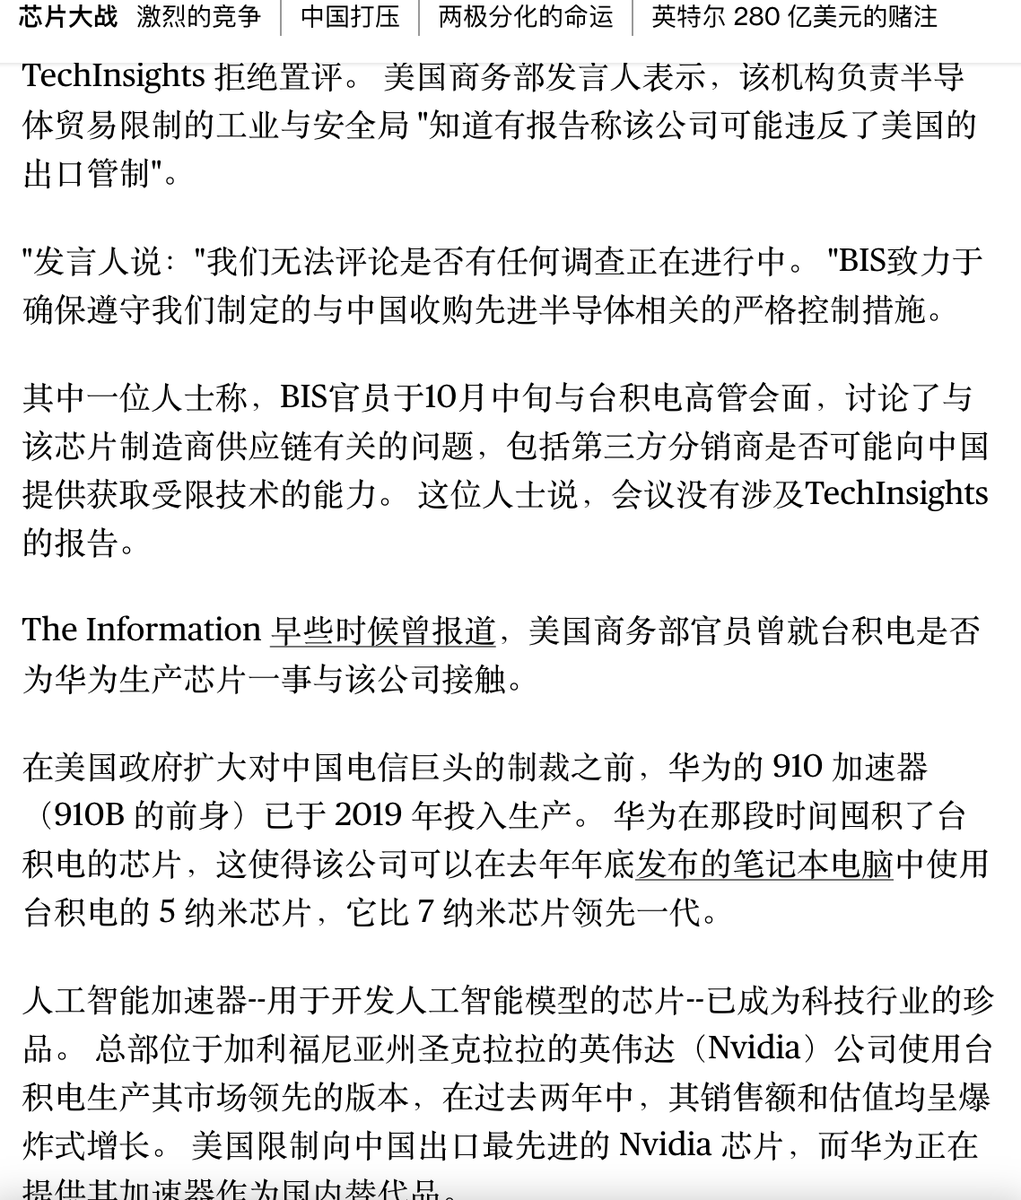 芯片大战 激烈的竞争 中国打压 两极分化的命运 英特尔 280 亿美元的赌注
TechInsights 拒绝置评。 美国商务部发言人表示，该机构负责半导
体贸易限制的工业与安全局 "知道有报告称该公司可能违反了美国的
出口管制"。
"发言人说："我们无法评论是否有任何调查正在进行中。 "BIS致力于
确保遵守我们制定的与中国收购先进半导体相关的严格控制措施。
其中一位人士称，BIS官员于10月中旬与台积电高管会面，讨论了与
该芯片制造商供应链有关的问题，包括第三方分销商是否可能向中国
提供获取受限技术的能力。 这位人士说，会议没有涉及TechInsights
的报告。
The Information 早些时候曾报道，美国商务部官员曾就台积电是否
为华为生产芯片一事与该公司接触。
在美国政府扩大对中国电信巨头的制裁之前，华为的 910 加速器
（910B 的前身）已于 2019 年投入生产。 华为在那段时间囤积了台
积电的芯片，这使得该公司可以在去年年底发布的笔记本电脑中使用
台积电的 5 纳米芯片，它比 7 纳米芯片领先一代。
人工智能加速器--用于开发人工智能模型的芯片--已成为科技行业的珍
品。 总部位于加利福尼亚州圣克拉拉的英伟达（Nvidia）公司使用台
积电生产其市场领先的版本，在过去两年中，其销售额和估值均呈爆
炸式增长。 美国限制向中国出口最先进的 Nvidia 芯片，而华为正在
提供其加速器作为国内替代品。